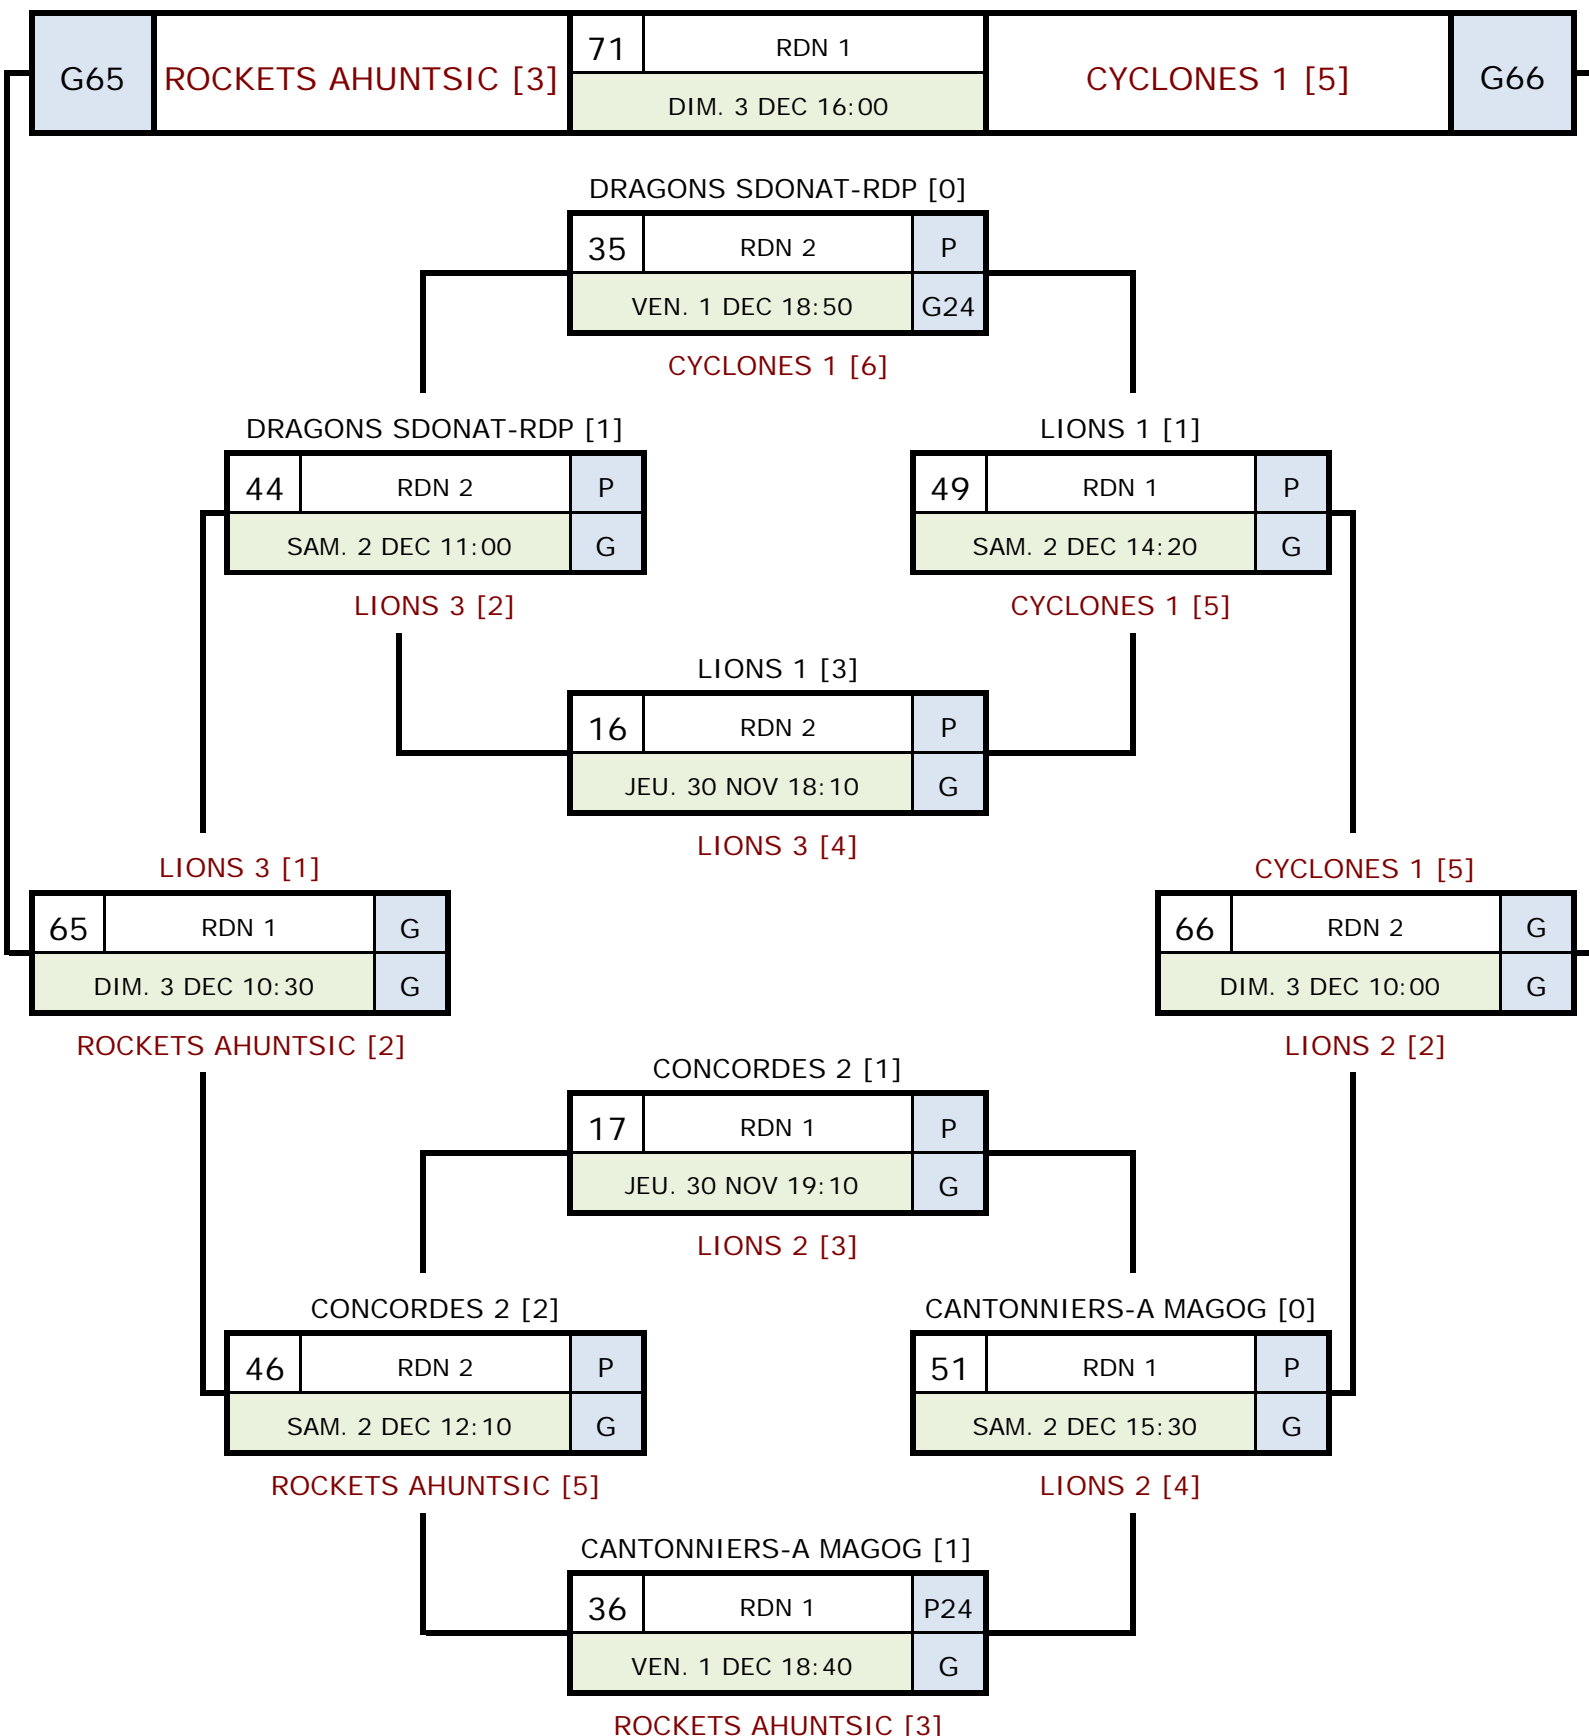 G65 ROCKETS AHUNTSIC [3] 71 RDN 1 CYCLONES 1 [5] G66
DIM. 3 DEC 16:00
DRAGONS SDONAT-RDP [0]
35 RDN 2 P
VEN. 1 DEC 18:50 G24
CYCLONES 1 [6]
DRAGONS SDONAT-RDP [1]
44 RDN 2 P
SAM. 2 DEC 11:00 G
LIONS 3 [2]
LIONS 1 [1]
49 RDN 1 P
SAM. 2 DEC 14:20 G
CYCLONES 1 [5]
LIONS 1 [3]
16 RDN 2 P
JEU. 30 NOV 18:10 G
LIONS 3 [4]
LIONS 3 [1]
65 RDN 1 G
DIM. 3 DEC 10:30 G
ROCKETS AHUNTSIC [2]
CYCLONES 1 [5]
66 RDN 2 G
DIM. 3 DEC 10:00 G
LIONS 2 [2]
CONCORDES 2 [1]
17 RDN 1 P
JEU. 30 NOV 19:10 G
LIONS 2 [3]
CONCORDES 2 [2]
46 RDN 2 P
SAM. 2 DEC 12:10 G
ROCKETS AHUNTSIC [5]
CANTONNIERS-A MAGOG [0]
51 RDN 1 P
SAM. 2 DEC 15:30 G
LIONS 2 [4]
CANTONNIERS-A MAGOG [1]
36 RDN 1 P24
VEN. 1 DEC 18:40 G
ROCKETS AHUNTSIC [3]